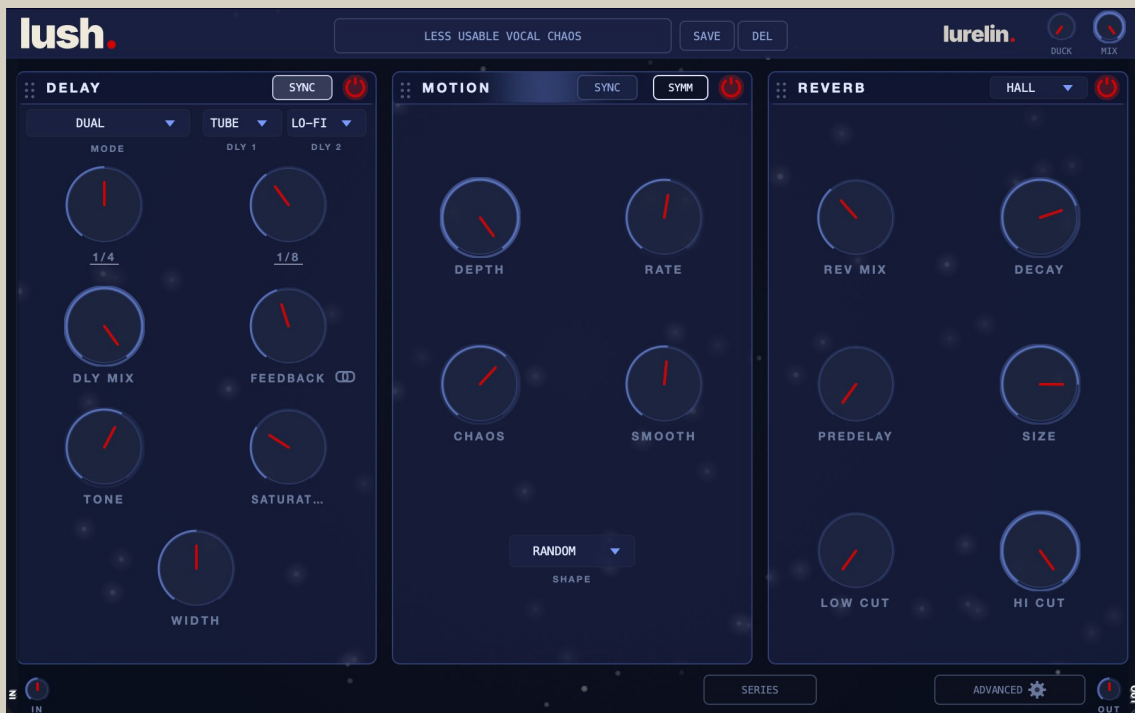 lush.
LESS USABLE VOCAL CHAOS
SAVE
DEL
lurelin.
DUCK
MIX
DELAY
SYNC
MOTION
SYNC
SYMM
REVERB
HALL
DUAL
TUBE
LO-FI
MODE
DLY 1
DLY 2
1/4
1/8
DEPTH
RATE
REV MIX
DECAY
DLY MIX
FEEDBACK
CHAOS
SMOOTH
PREDELAY
SIZE
TONE
SATURAT...
RANDOM
SHAPE
WIDTH
LOW CUT
HI CUT
IN
IN
SERIES
ADVANCED
OUT